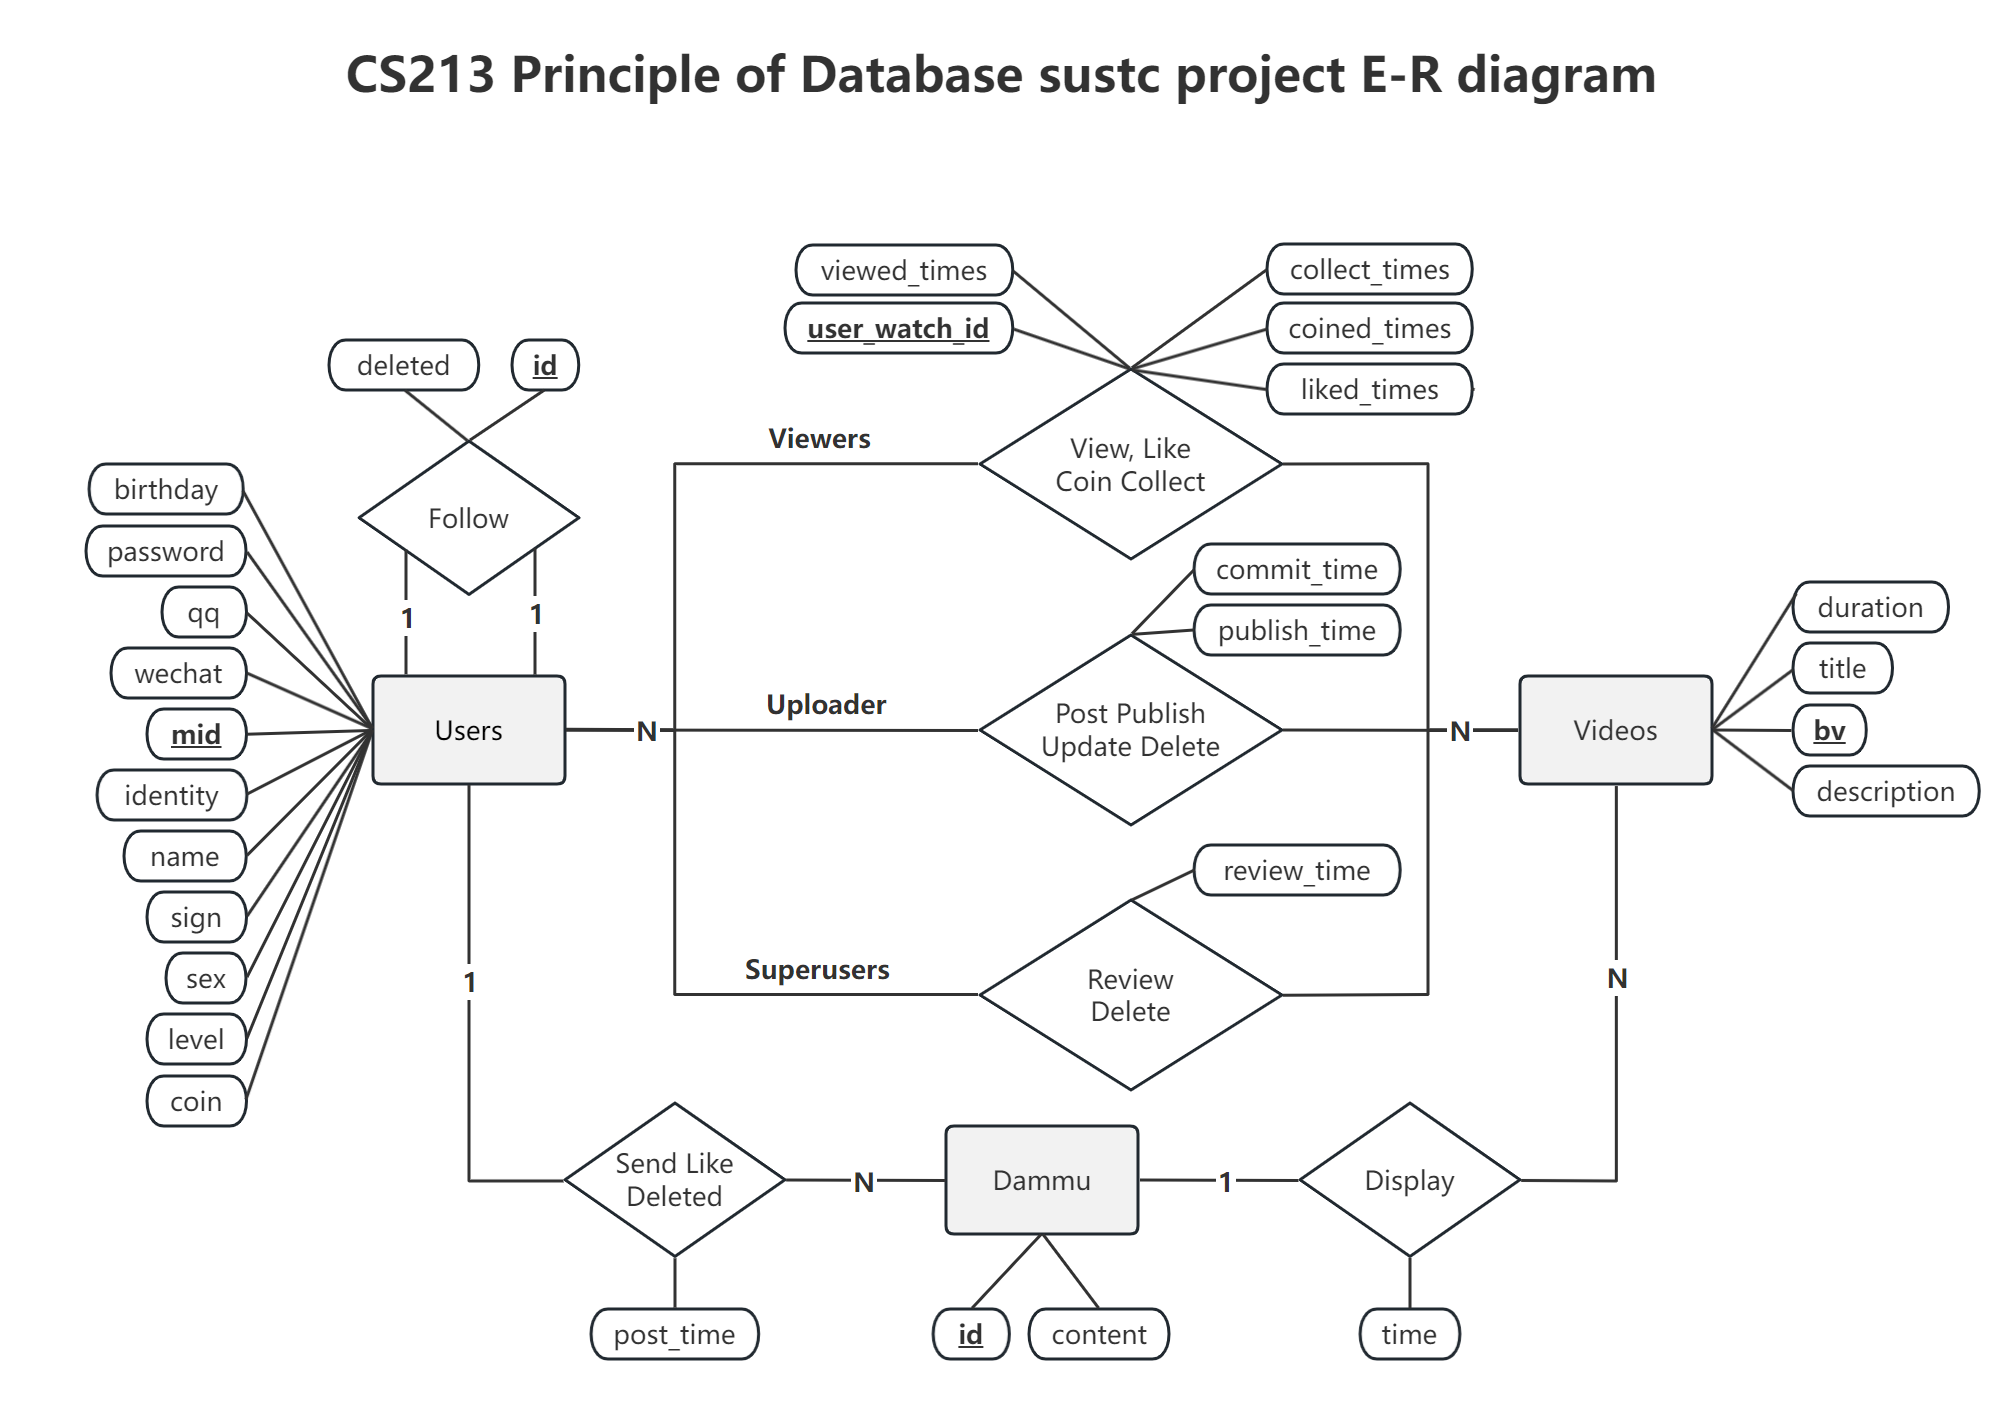 CS213 Principle of Database sustc project E-R diagram
viewed_times
collect_times
user_watch_id
coined_times
liked_times
deleted
id
Viewers
View, Like
Coin Collect
birthday
password
qq
wechat
mid
identity
name
sign
sex
level
coin
Follow
1
1
Users
N
commit_time
publish_time
Uploader
Post Publish
Update Delete
N
Videos
duration
title
bv
description
review_time
Superusers
Review
Delete
1
N
Send Like
Deleted
N
Dammu
1
Display
post_time
id
content
time